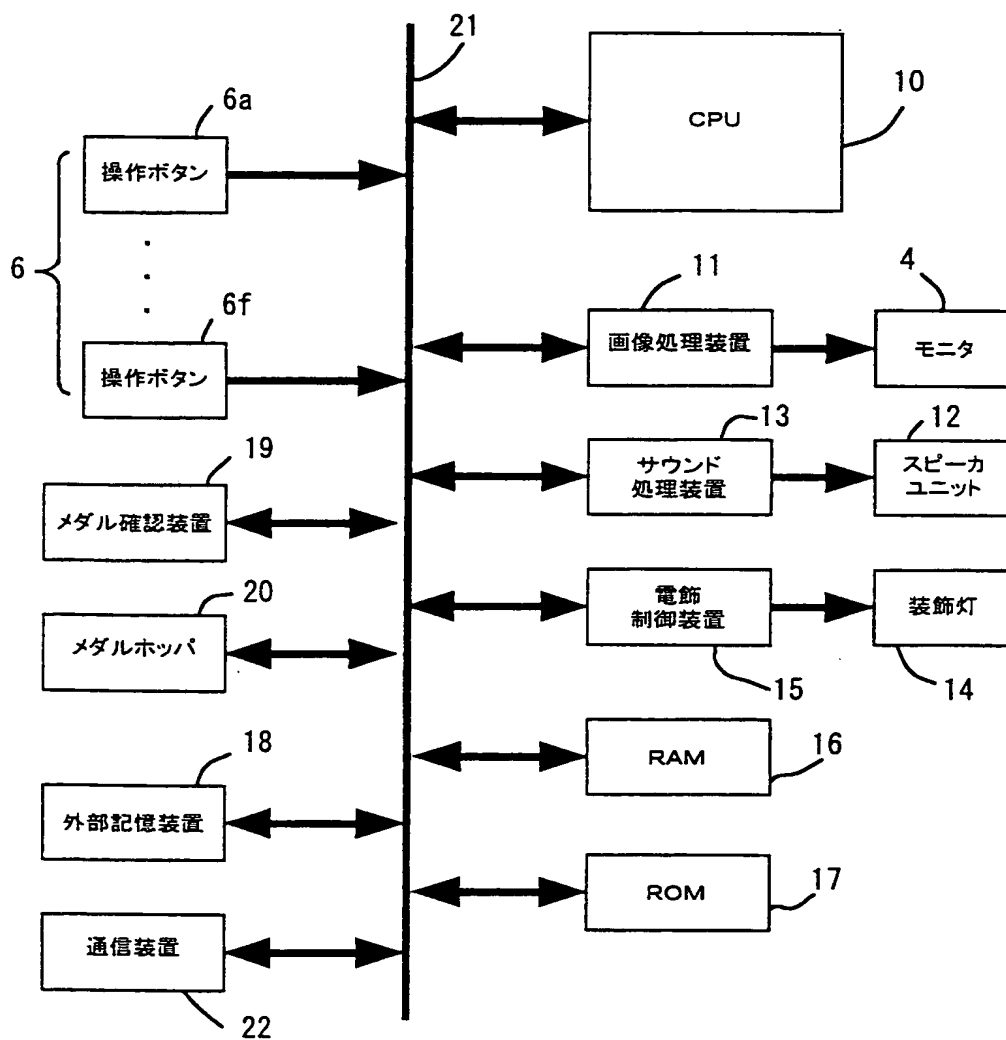 21
10
CPU
6a
操作ボタン
6
6f
操作ボタン
11
画像処理装置
4
モニタ
13
サウンド
処理装置
12
スピーカ
ユニット
19
メダル確認装置
20
メダルホッパ
電飾
制御装置
15
装飾灯
14
18
外部記憶装置
RAM
16
ROM
17
通信装置
22